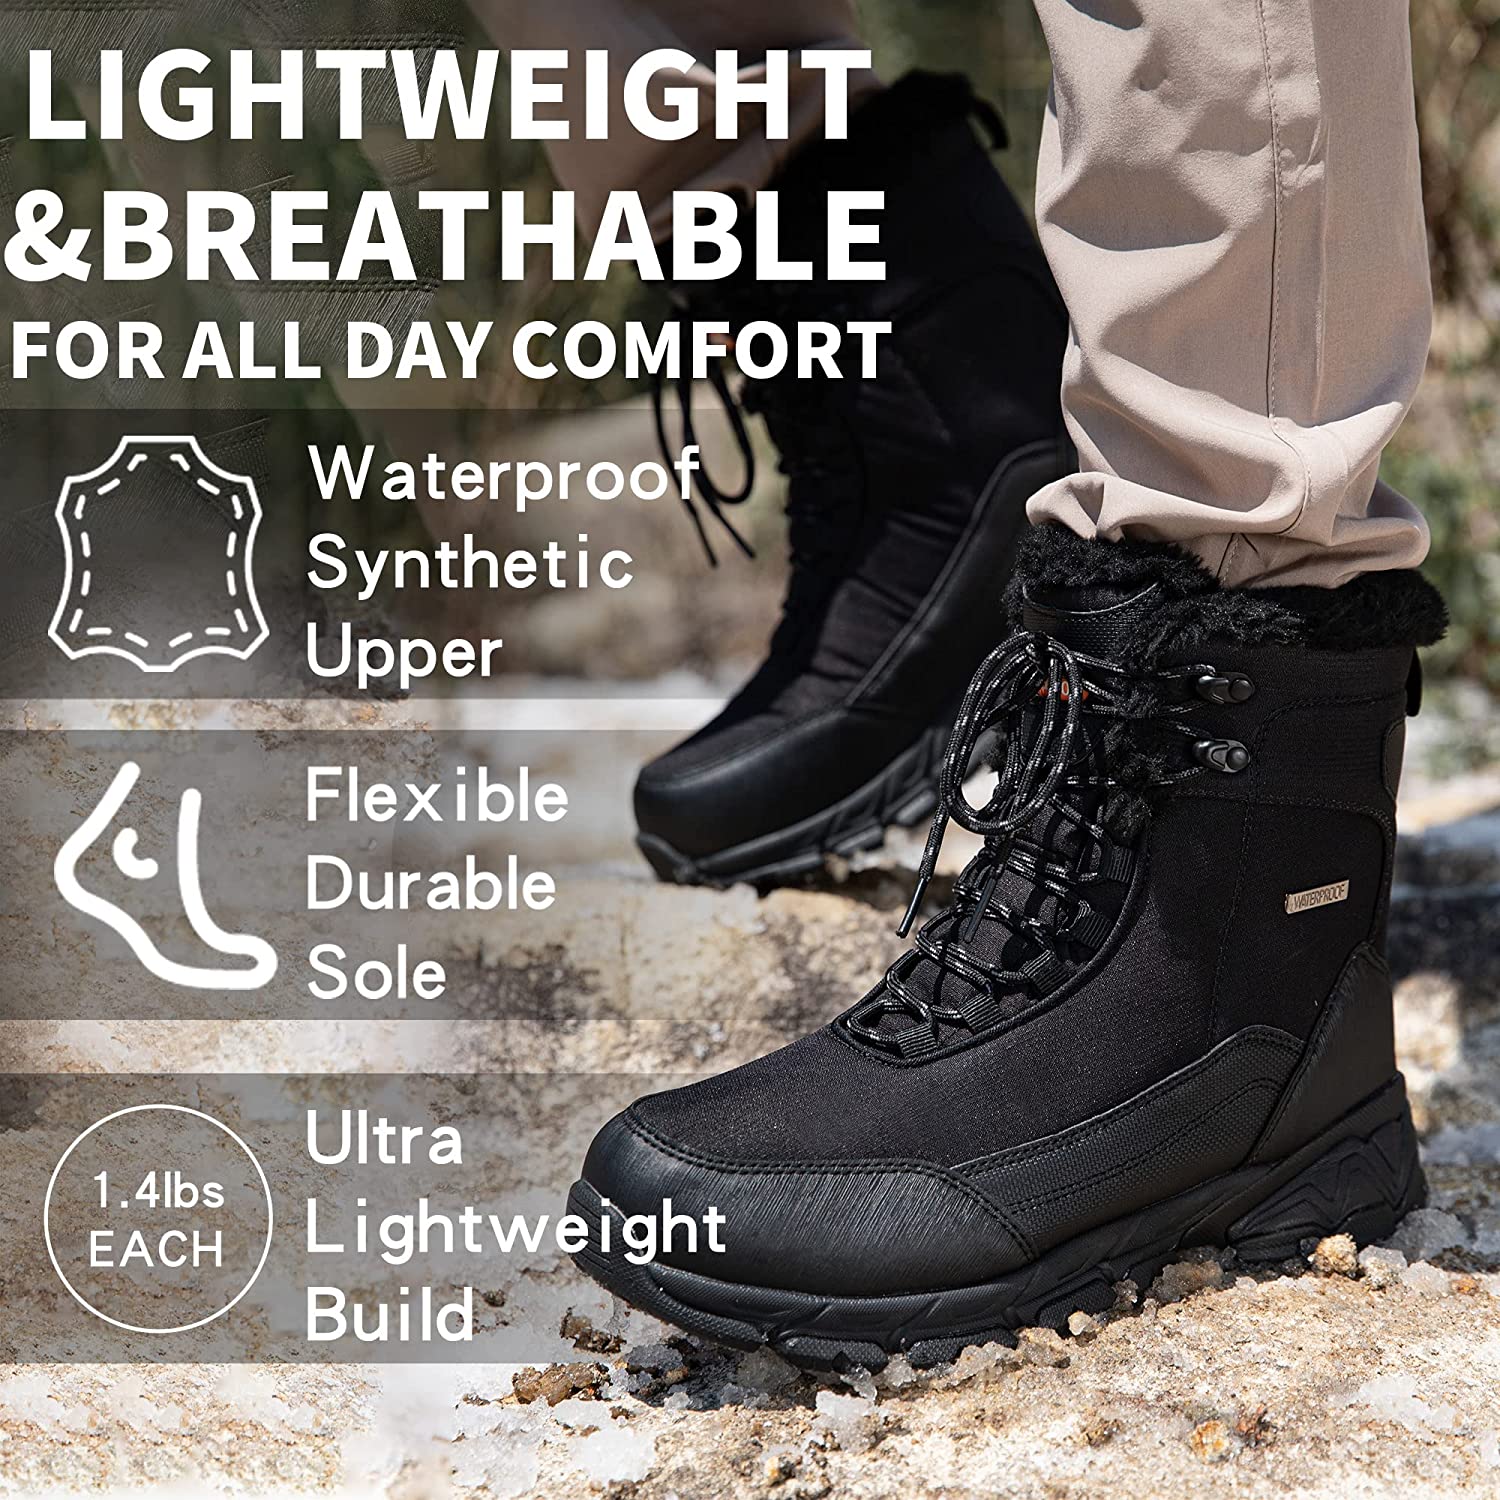 LIGHTWEIGHT
&BREATHABLE
FOR ALL DAY COMFORT
Waterproof
Synthetic
Upper
Flexible
Durable
Sole
1.4lbs
EACH
Ultra
Lightweight
Build
WATERPROOF